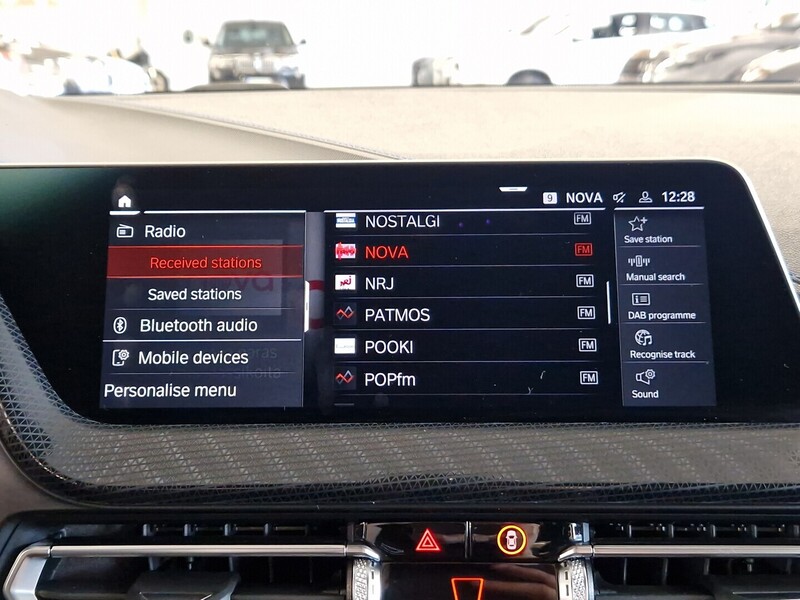 9 NOVA 12:28
Radio
Received stations
Saved stations
Bluetooth audio
Mobile devices
Personalise menu
NOSTALGI FM
NOVA FM
NRJ FM
PATMOS FM
POOKI FM
POPfm FM
Save station
Manual search
DAB programme
Recognise track
Sound